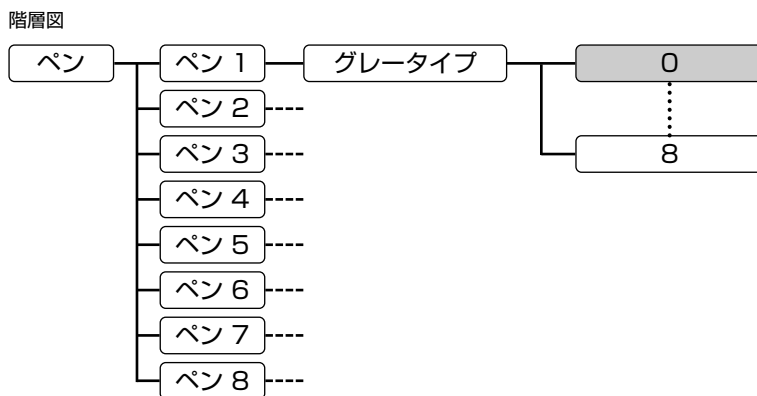 階層図
ペン
ペン 1
グレータイプ
0
ペン 2
ペン 3
8
ペン 4
ペン 5
ペン 6
ペン 7
ペン 8